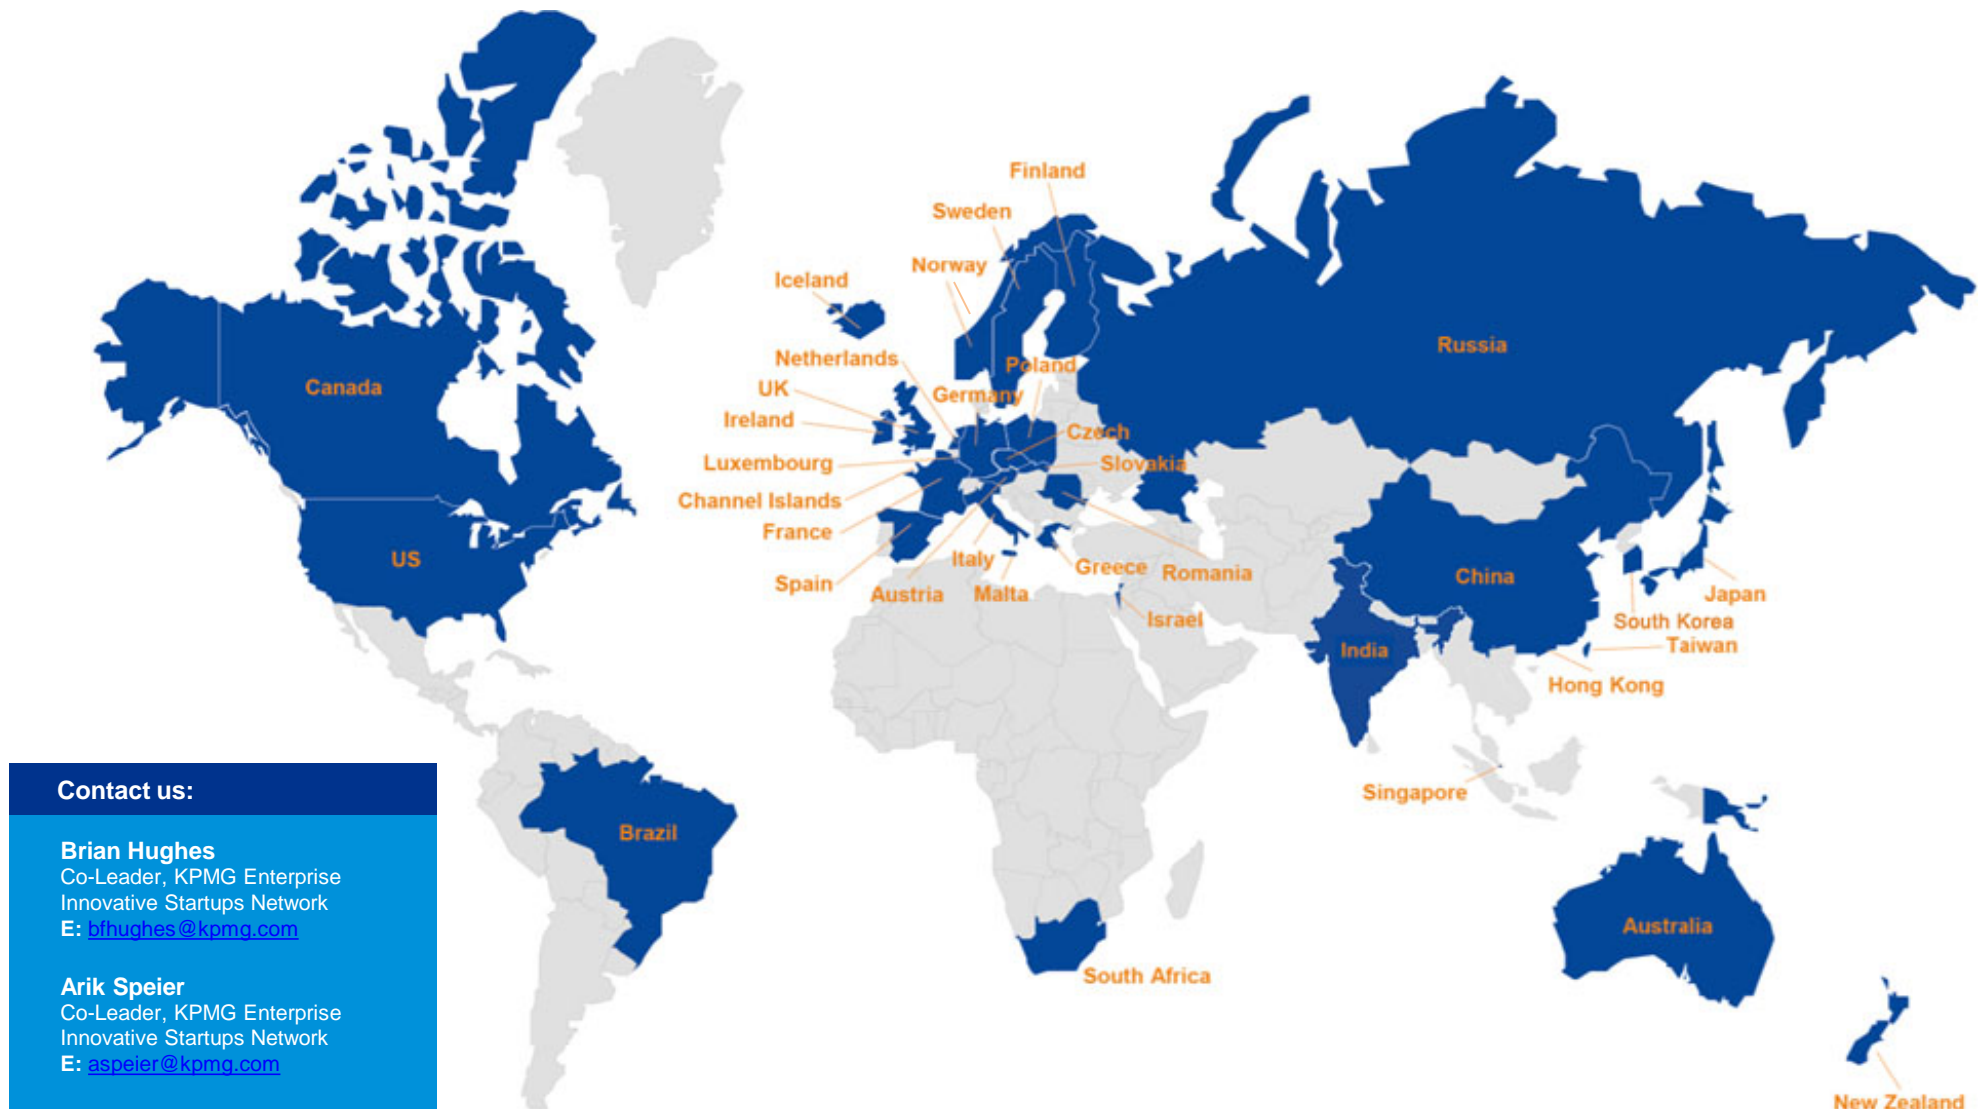 Finland
Sweden
Norway
Iceland
Russia
Netherlands
Poland
Canada
UK
Germany
Ireland
Czech
Luxembourg
Slovakia
Channel Islands
France
US
Italy
Greece
Romania
China
Spain
Austria
Malta
Japan
Israel
South Korea
Taiwan
India
Hong Kong
Singapore
Brazil
Australia
South Africa
New Zealand
Contact us:
Brian Hughes
Co-Leader, KPMG Enterprise
Innovative Startups Network
E: bfhughes@kpmg.com
Arik Speier
Co-Leader, KPMG Enterprise
Innovative Startups Network
E: aspeier@kpmg.com